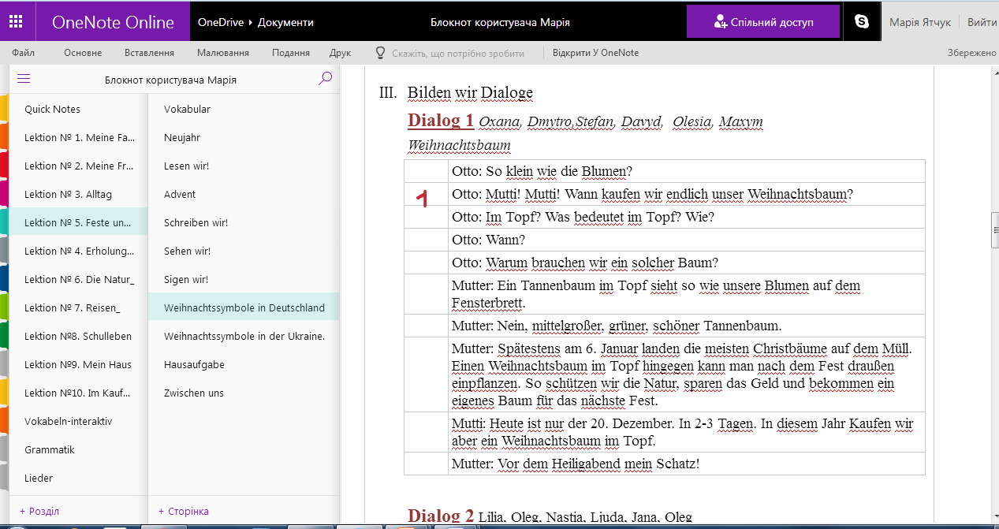 OneNote Online
OneDrive ▸ Документи
Блокнот користувача Марія
Спільний доступ
Марія Ятчук
Вийти
Файл Основне Вставлення Малювання Подання Друк Скажіть, що потрібно зробити Відкрити У OneNote Збережено
Блокнот користувача Марія
Quick Notes
Lektion № 1. Meine Fa...
Lektion № 2. Meine Fr...
Lektion № 3. Alltag
Lektion № 5. Feste un...
Lektion № 4. Erholung...
Lektion № 6. Die Natur_
Lektion № 7. Reisen_
Lektion №8. Schulleben
Lektion №9. Mein Haus
Lektion №10. Im Kauf...
Vokabeln-interaktiv
Grammatik
Lieder
+ Розділ
Vokabular
Neujahr
Lesen wir!
Advent
Schreiben wir!
Sehen wir!
Sigen wir!
Weihnachtssymbole in Deutschland
Weihnachtssymbole in der Ukraine.
Hausaufgabe
Zwischen uns
+ Сторінка
III. Bilden wir Dialoge
Dialog 1 Oxana, Dmytro,Stefan, Davyd, Olesia, Maxym
Weihnachtsbaum
Otto: So klein wie die Blumen?
1 Otto: Mutti! Mutti! Wann kaufen wir endlich unser Weihnachtsbaum?
Otto: Im Topf? Was bedeutet im Topf? Wie?
Otto: Wann?
Otto: Warum brauchen wir ein solcher Baum?
Mutter: Ein Tannenbaum im Topf sieht so wie unsere Blumen auf dem
Fensterbrett.
Mutter: Nein, mittelgroßer, grüner, schöner Tannenbaum.
Mutter: Spätestens am 6. Januar landen die meisten Christbäume auf dem Müll.
Einen Weihnachtsbaum im Topf hingegen kann man nach dem Fest draußen
einpflanzen. So schützen wir die Natur, sparen das Geld und bekommen ein
eigenes Baum für das nächste Fest.
Mutti: Heute ist nur der 20. Dezember. In 2-3 Tagen. In diesem Jahr Kaufen wir
aber ein Weihnachtsbaum im Topf.
Mutter: Vor dem Heiligabend mein Schatz!
Dialog 2 Lilia, Oleg, Nastia, Ljuda, Jana, Oleg